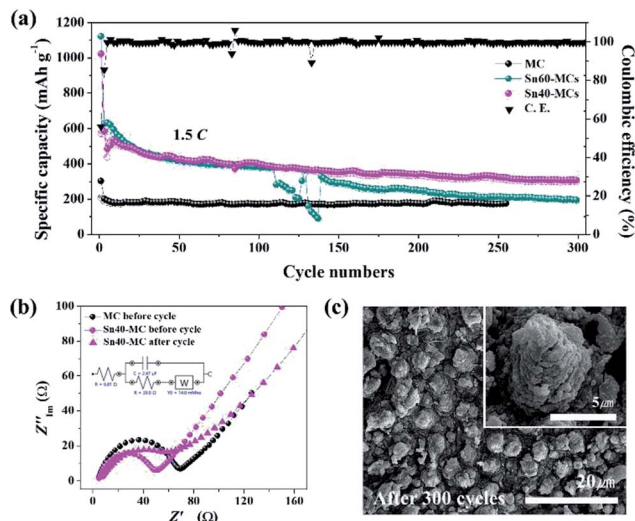 (a)
1200
1000
800
600
400
200
0
Specific capacity (mAh g⁻¹)
1.5 C
MC
Sn60-MCs
Sn40-MCs
C. E.
100
80
60
40
20
0
Coulombic efficiency (%)
0 50 100 150 200 250 300
Cycle numbers
(b)
100
80
60
40
20
0
Z''Im (Ω)
MC before cycle
Sn40-MC before cycle
Sn40-MC after cycle
W
0 40 80 120 160
Z' (Ω)
(c)
5㎛
After 300 cycles
20㎛